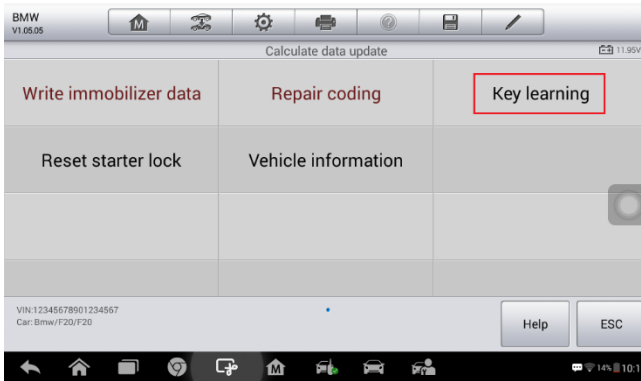 BMW
V1.05.05
Calculate data update
11.95V
Write immobilizer data
Repair coding
Key learning
Reset starter lock
Vehicle information
VIN:12345678901234567
Car: Bmw/F20/F20
Help
ESC
14%